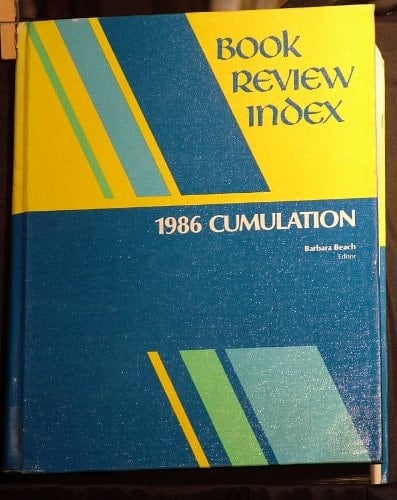 BOOK
REVIEW
INDEX
1986 CUMULATION
Barbara Beach
Editor